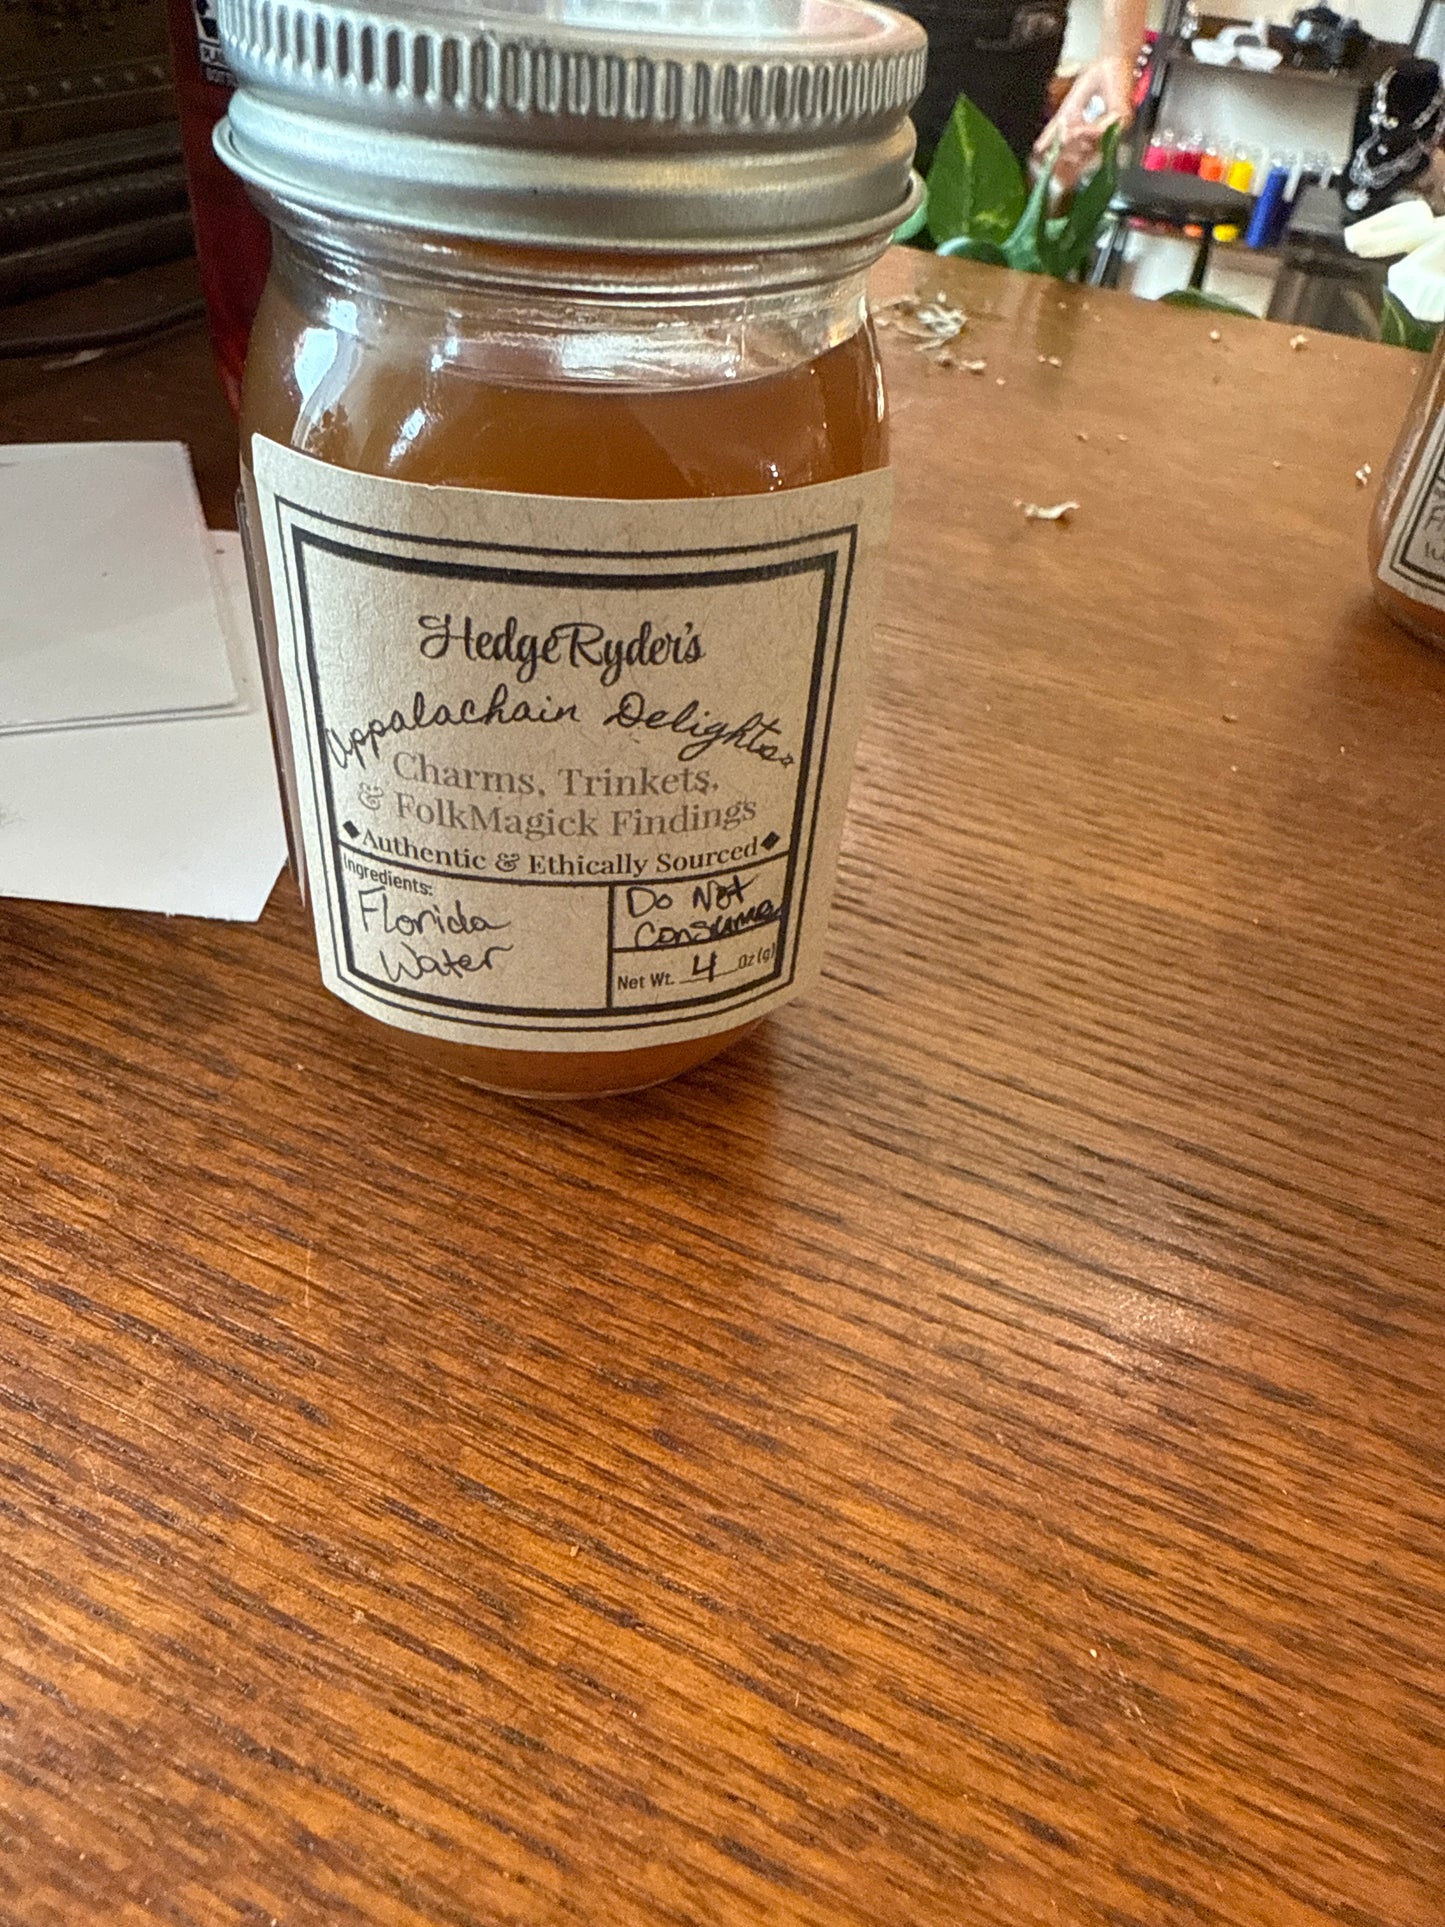 HedgeRyder's
Appalachain Delights
Charms, Trinkets,
& FolkMagick Findings
◆Authentic & Ethically Sourced◆
Ingredients:
Florida
Water
Do Not
Consume
Net Wt. 4 Oz (g)